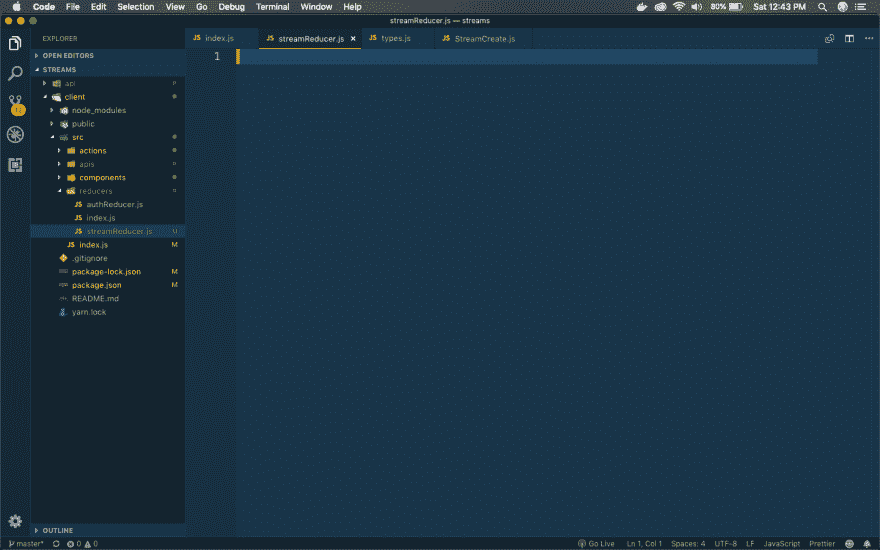 Code File Edit Selection View Go Debug Terminal Window Help 80% Sat 12:43 PM
streamReducer.js — streams
EXPLORER
JS index.js JS streamReducer.js × JS types.js JS StreamCreate.js
OPEN EDITORS
STREAMS
1
api
client
node_modules
public
src
actions
apis
components
reducers
JS authReducer.js
JS index.js
JS streamReducer.js U
JS index.js M
.gitignore
package-lock.json M
package.json M
README.md
yarn.lock
OUTLINE
master* 0 0 Go Live Ln 1, Col 1 Spaces: 4 UTF-8 LF JavaScript Prettier